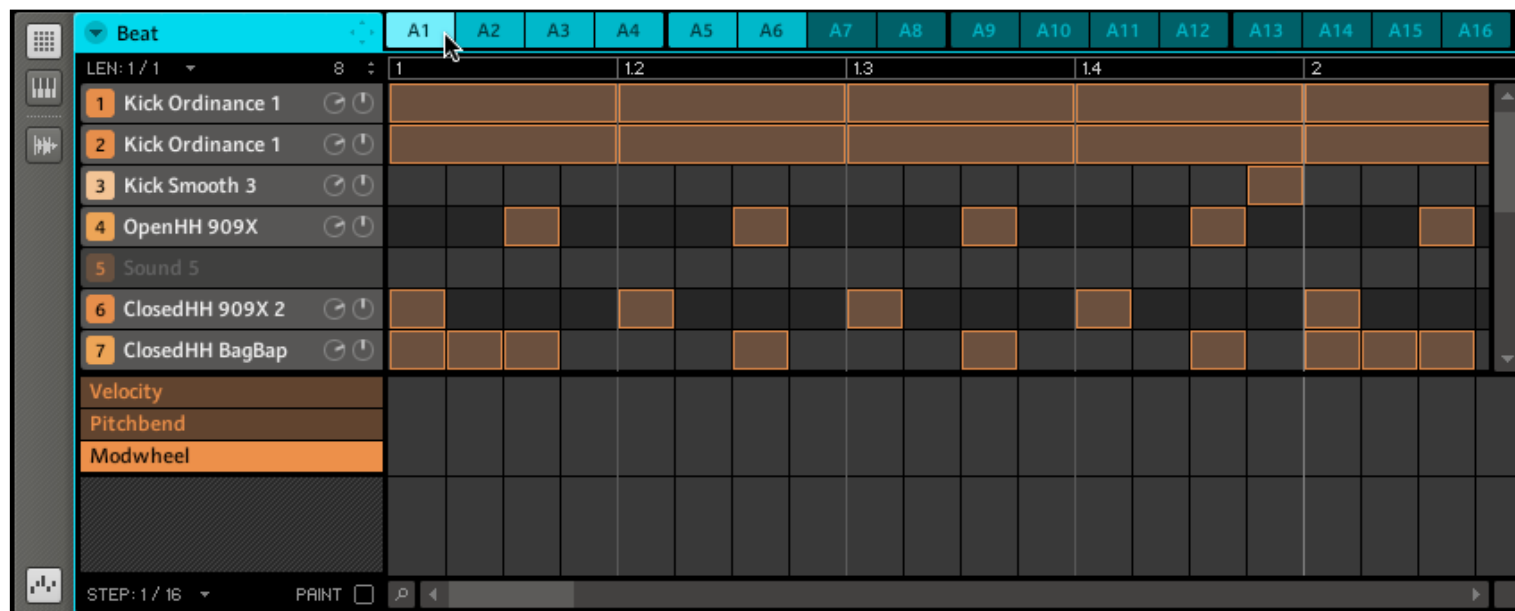 Beat A1 A2 A3 A4 A5 A6 A7 A8 A9 A10 A11 A12 A13 A14 A15 A16
LEN: 1 / 1 8 1 1.2 1.3 1.4 2
1 Kick Ordinance 1
2 Kick Ordinance 1
3 Kick Smooth 3
4 OpenHH 909X
5 Sound 5
6 ClosedHH 909X 2
7 ClosedHH BagBap
Velocity
Pitchbend
Modwheel
STEP: 1 / 16 PAINT